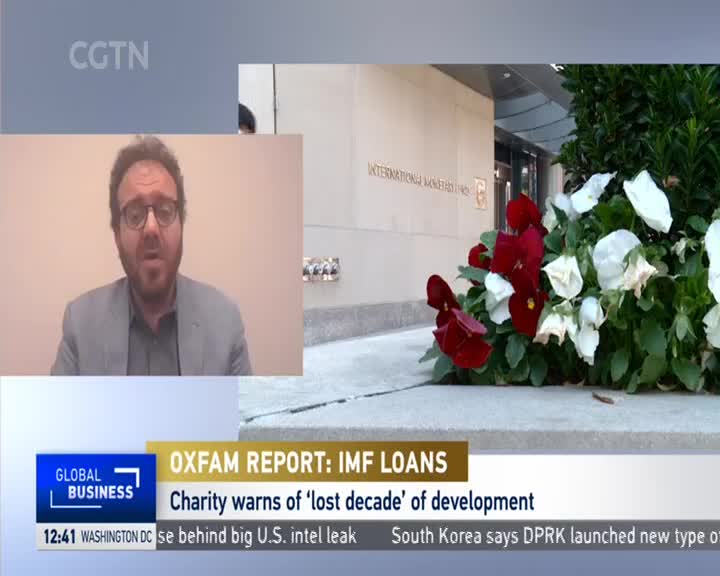 CGTN
INTERNATIONAL MONETARY FUND
OXFAM REPORT: IMF LOANS
GLOBAL
BUSINESS
Charity warns of ‘lost decade’ of development
12:41 WASHINGTON DC
se behind big U.S. intel leak South Korea says DPRK launched new type of